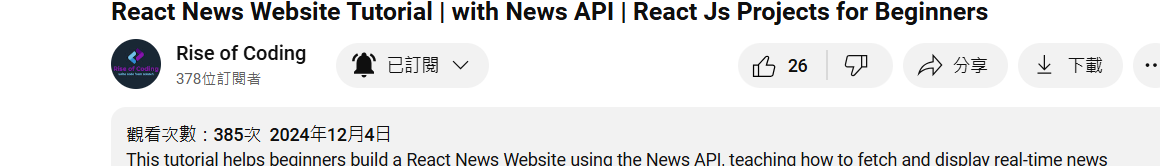 React News Website Tutorial | with News API | React Js Projects for Beginners
Rise of Coding
378位訂閱者
已訂閱
26
分享
下載
觀看次數：385次 2024年12月4日
This tutorial helps beginners build a React News Website using the News API, teaching how to fetch and display real-time news